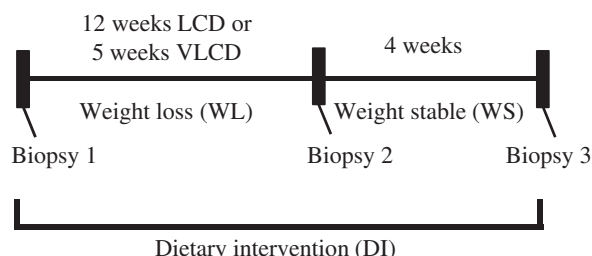 12 weeks LCD or
5 weeks VLCD
4 weeks
Weight loss (WL)
Weight stable (WS)
Biopsy 1
Biopsy 2
Biopsy 3
Dietary intervention (DI)